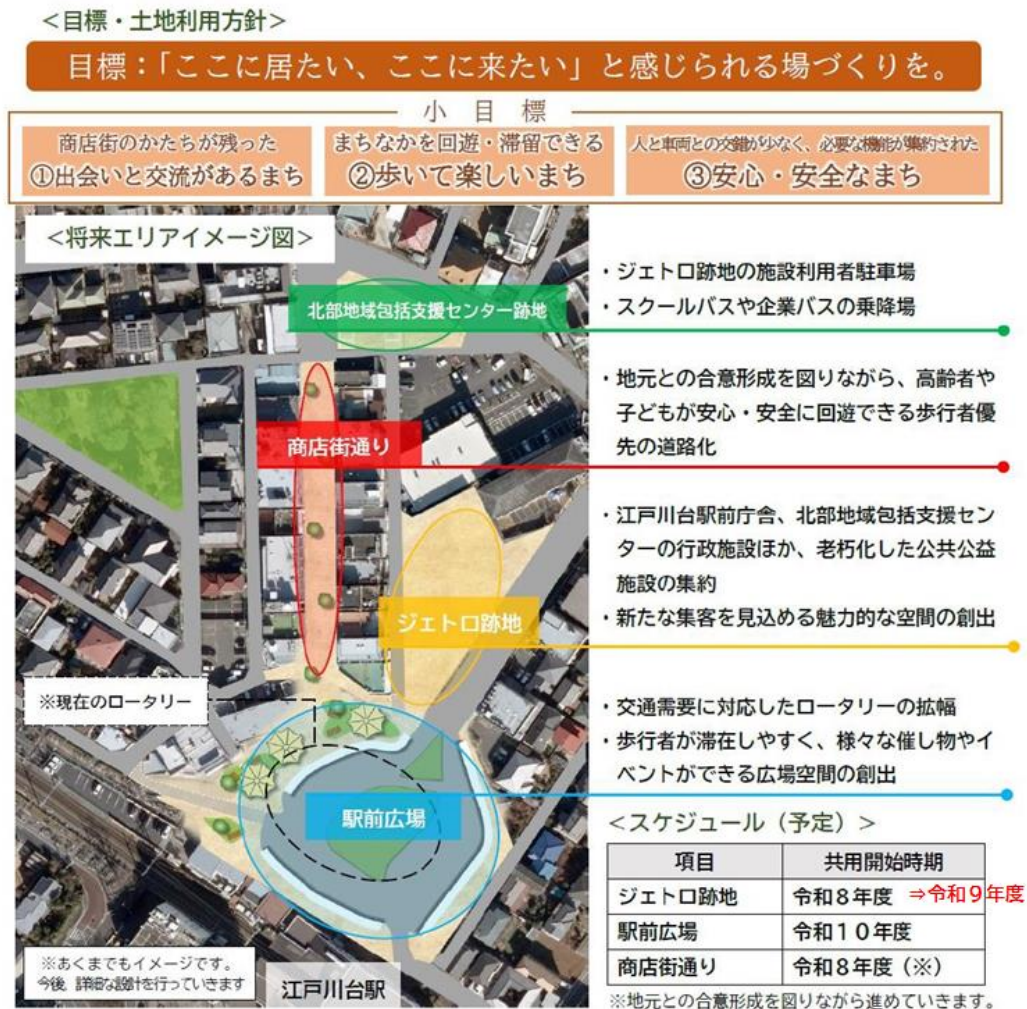 ＜目標・土地利用方針＞
目標：「ここに居たい、ここに来たい」と感じられる場づくりを。
小 目 標
商店街のかたちが残った
①出会いと交流があるまち
まちなかを回遊・滞留できる
②歩いて楽しいまち
人と車両との交錯が少なく、必要な機能が集約された
③安心・安全なまち
＜将来エリアイメージ図＞
北部地域包括支援センター跡地
・ジェトロ跡地の施設利用者駐車場
・スクールバスや企業バスの乗降場
商店街通り
・地元との合意形成を図りながら、高齢者や
子どもが安心・安全に回遊できる歩行者優
先の道路化
ジェトロ跡地
・江戸川台駅前庁舎、北部地域包括支援セン
ターの行政施設ほか、老朽化した公共公益
施設の集約
・新たな集客を見込める魅力的な空間の創出
※現在のロータリー
駅前広場
・交通需要に対応したロータリーの拡幅
・歩行者が滞在しやすく、様々な催し物やイ
ベントができる広場空間の創出
＜スケジュール（予定）＞
項目 共用開始時期
ジェトロ跡地 令和８年度 ⇒令和９年度
駅前広場 令和１０年度
商店街通り 令和８年度（※）
※地元との合意形成を図りながら進めていきます。
※あくまでもイメージです。
今後、詳細な設計を行っていきます
江戸川台駅